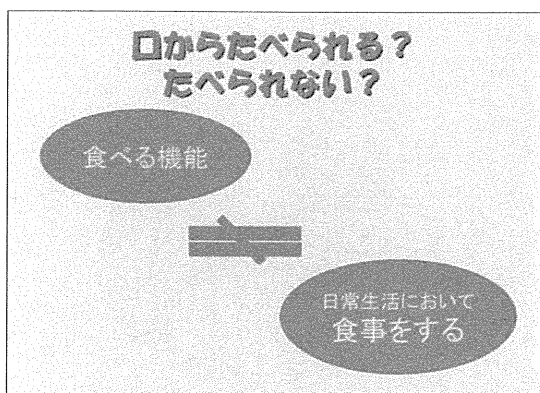 口からたべられる？
たべられない？
食べる機能
日常生活において
食事をする